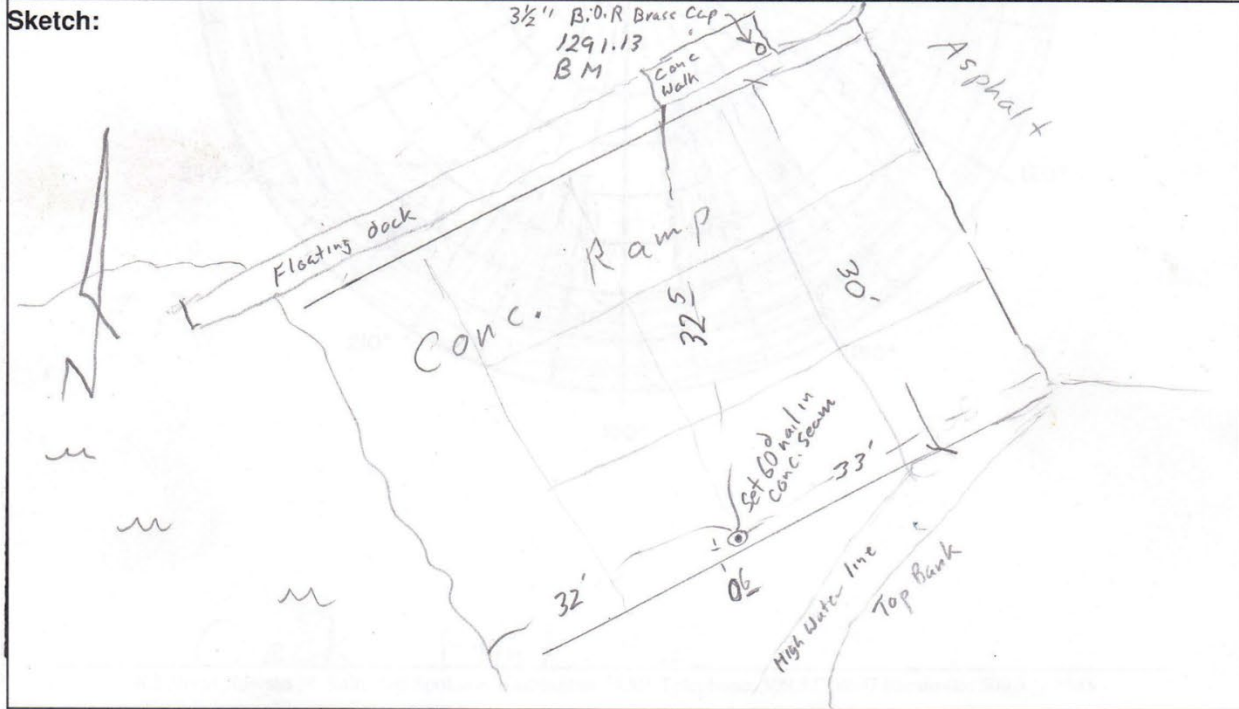 Sketch:
3½" B.O.R Brass Cap
1291.13
BM
Conc
Walk
Asphalt
Floating dock
Ramp
Conc.
32 5
30'
N
set 60d nail in
conc. seam
33'
32'
06
High Water line
Top Bank